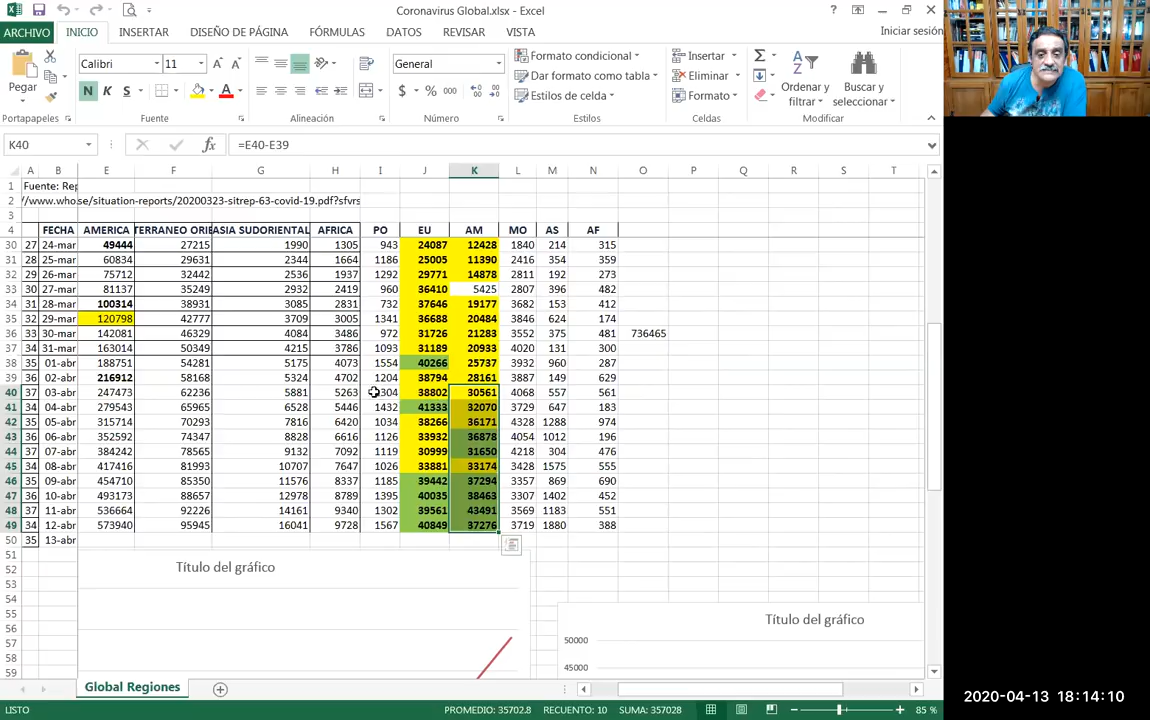 Coronavirus Global.xlsx - Excel
ARCHIVO INICIO INSERTAR DISEÑO DE PÁGINA FÓRMULAS DATOS REVISAR VISTA Iniciar sesión
Pegar Calibri 11 General Formato condicional Insertar
N K S Dar formato como tabla Eliminar Ordenar y filtrar Buscar y seleccionar
Estilos de celda Formato
Portapapeles Fuente Alineación Número Estilos Celdas Modificar
K40 =E40-E39
A B E F G H I J K L M N O P Q R S T
1 Fuente: Rep
2 //www.who.se/situation-reports/20200323-sitrep-63-covid-19.pdf?sfvrs
3
4 FECHA AMERICA TERRANEO ORIE ASIA SUDORIENTAL AFRICA PO EU AM MO AS AF
30 27 24-mar 49444 27215 1990 1305 943 24087 12428 1840 214 315
31 28 25-mar 60834 29631 2344 1664 1186 25005 11390 2416 354 359
32 29 26-mar 75712 32442 2536 1937 1292 29771 14878 2811 192 273
33 30 27-mar 81137 35249 2932 2419 960 36410 5425 2807 396 482
34 31 28-mar 100314 38931 3085 2831 732 37646 19177 3682 153 412
35 32 29-mar 120798 42777 3709 3005 1341 36688 20484 3846 624 174
36 33 30-mar 142081 46329 4084 3486 972 31726 21283 3552 375 481 736465
37 34 31-mar 163014 50349 4215 3786 1093 31189 20933 4020 131 300
38 35 01-abr 188751 54281 5175 4073 1554 40266 25737 3932 960 287
39 36 02-abr 216912 58168 5324 4702 1204 38794 28161 3887 149 629
40 37 03-abr 247473 62236 5881 5263 304 38802 30561 4068 557 561
41 34 04-abr 279543 65965 6528 5446 1432 41333 32070 3729 647 183
42 35 05-abr 315714 70293 7816 6420 1034 38266 36171 4328 1288 974
43 36 06-abr 352592 74347 8828 6616 1126 33932 36878 4054 1012 196
44 37 07-abr 384242 78565 9132 7092 1119 30999 31650 4218 304 476
45 34 08-abr 417416 81993 10707 7647 1026 33881 33174 3428 1575 555
46 35 09-abr 454710 85350 11576 8337 1185 39442 37294 3357 869 690
47 36 10-abr 493173 88657 12978 8789 1395 40035 38463 3307 1402 452
48 37 11-abr 536664 92226 14161 9340 1302 39561 43491 3569 1183 551
49 34 12-abr 573940 95945 16041 9728 1567 40849 37276 3719 1880 388
50 35 13-abr
51
52 Título del gráfico
53
54
55 Título del gráfico
56
57 50000
58
59 45000
Global Regiones
LISTO PROMEDIO: 35702.8 RECUENTO: 10 SUMA: 357028 85 %
2020-04-13 18:14:10